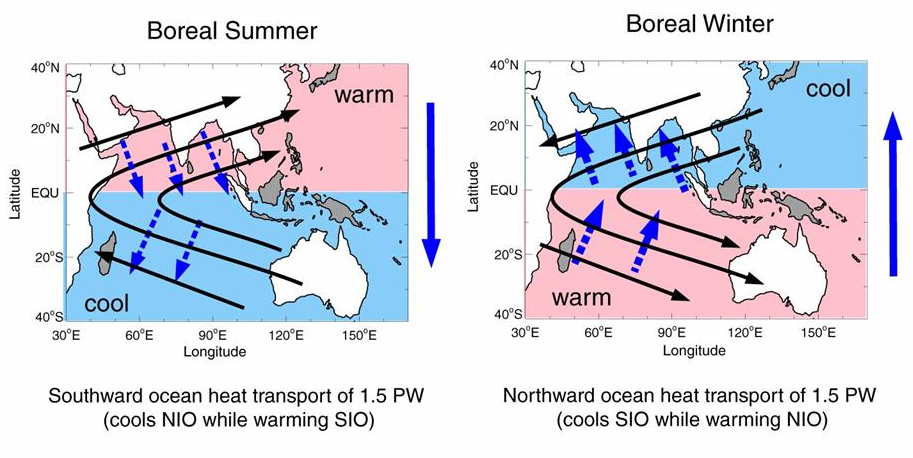 Boreal Summer
40°N
20°N
EQU
20°S
40°S
Latitude
warm
cool
30°E
60°E
90°E
120°E
150°E
Longitude
Southward ocean heat transport of 1.5 PW
(cools NIO while warming SIO)
Boreal Winter
40°N
20°N
EQU
20°S
40°S
Latitude
cool
warm
30°E
60°E
90°E
120°E
150°E
Longitude
Northward ocean heat transport of 1.5 PW
(cools SIO while warming NIO)